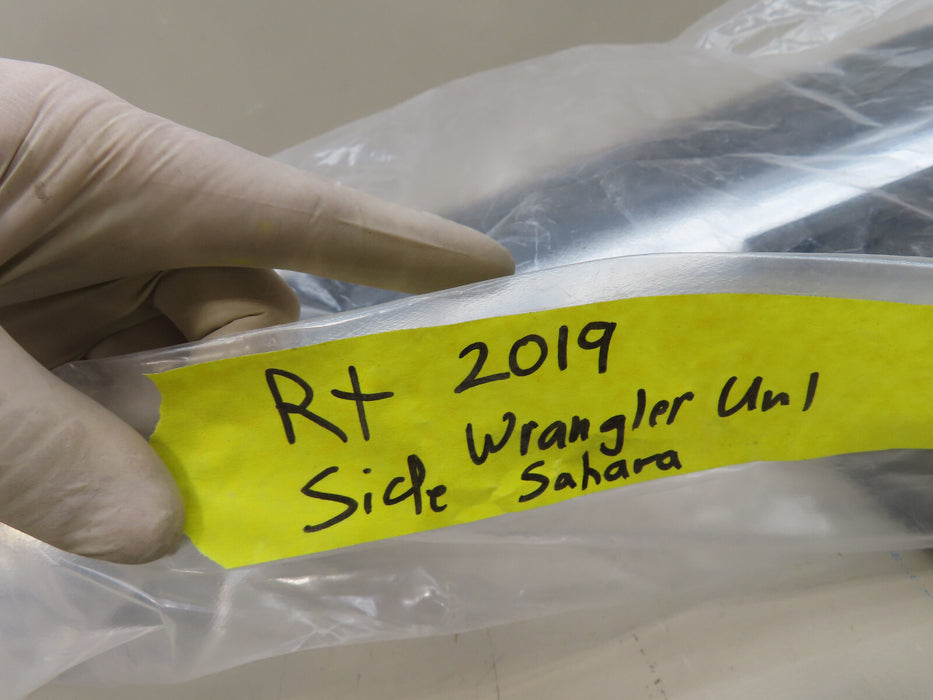 Rt 2019
Side Wrangler Unl
Sahara